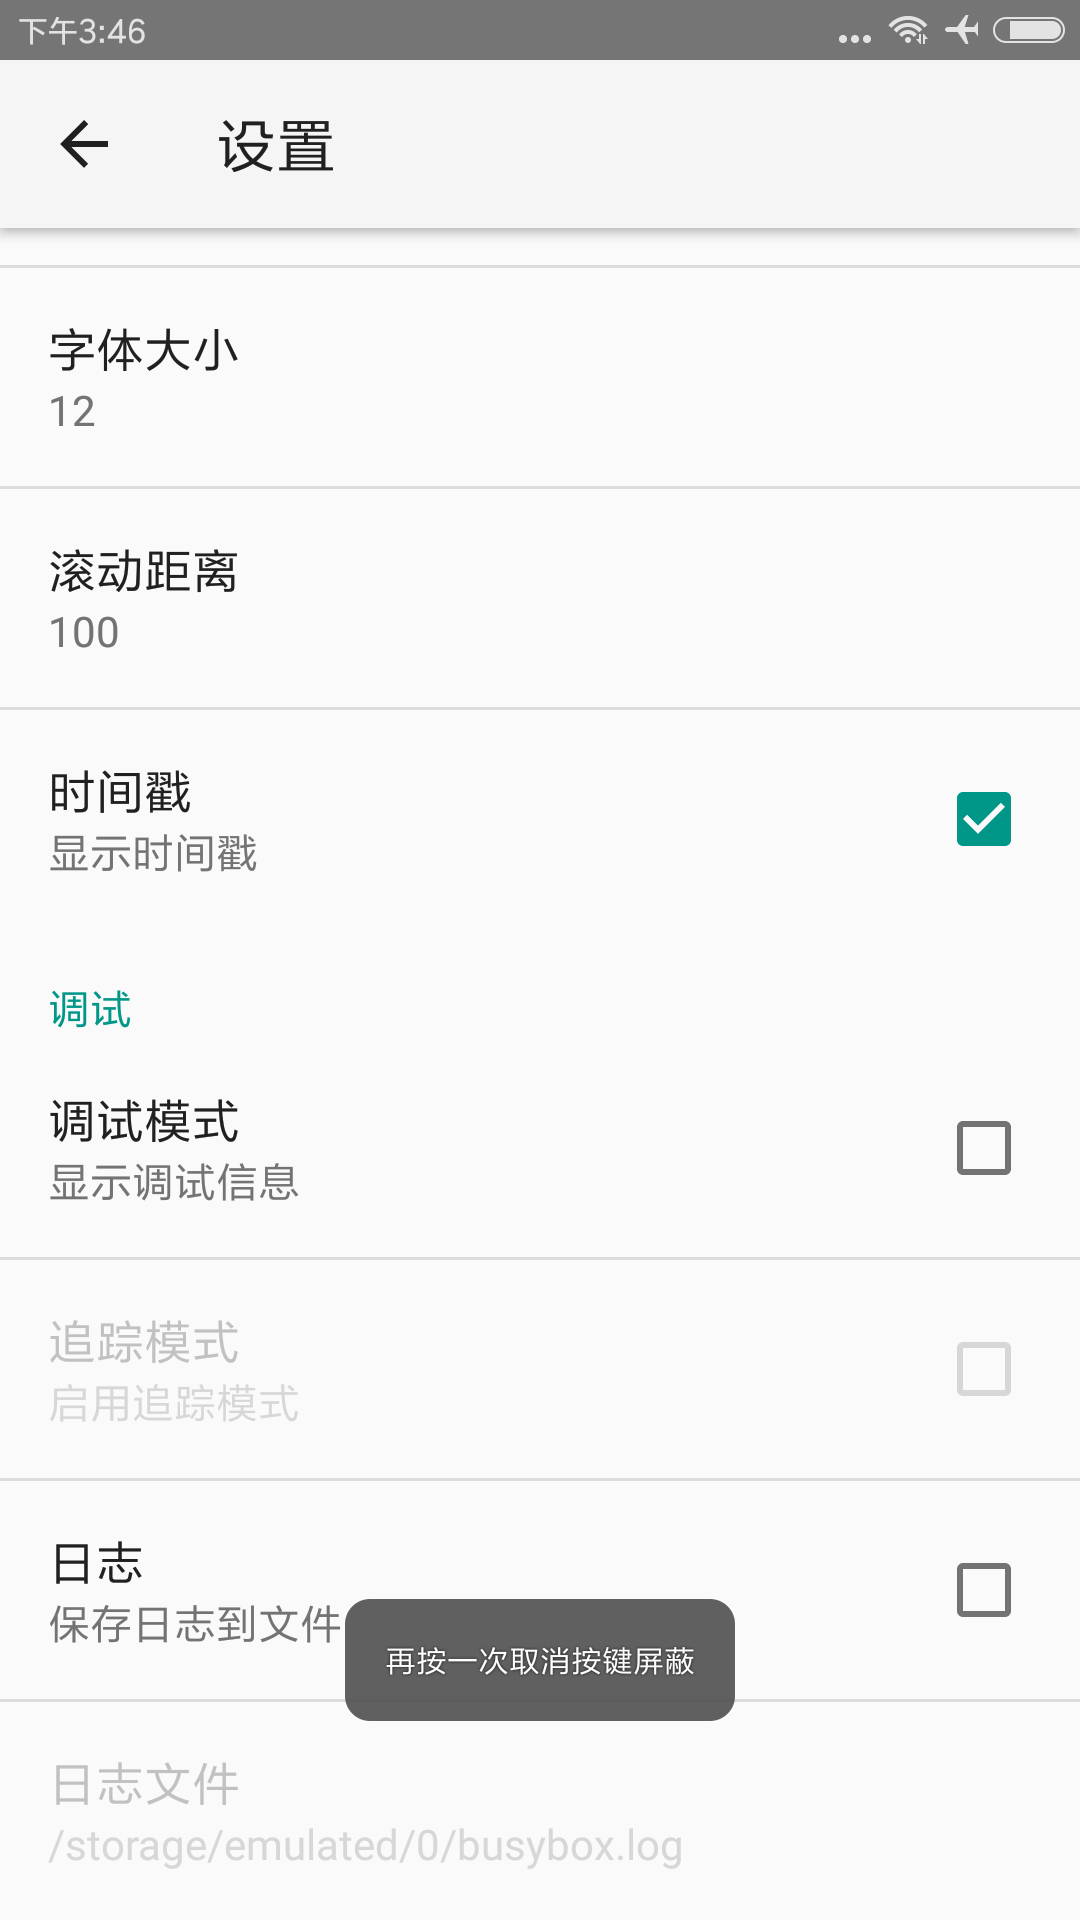 下午3:46
设置
字体大小
12
滚动距离
100
时间戳
显示时间戳
调试
调试模式
显示调试信息
追踪模式
启用追踪模式
日志
保存日志到文件
再按一次取消按键屏蔽
日志文件
/storage/emulated/0/busybox.log